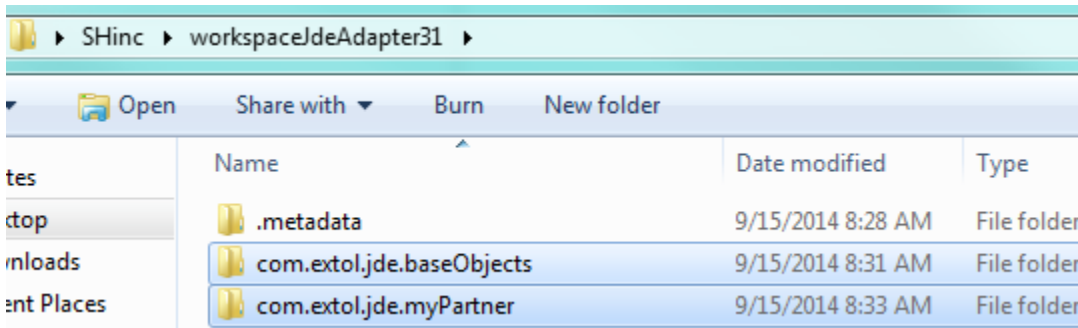 SHinc workspaceJdeAdapter31
Open Share with Burn New folder
Name Date modified Type
tes
ktop
.metadata 9/15/2014 8:28 AM File folder
wnloads
com.extol.jde.baseObjects 9/15/2014 8:31 AM File folder
ent Places
com.extol.jde.myPartner 9/15/2014 8:33 AM File folder